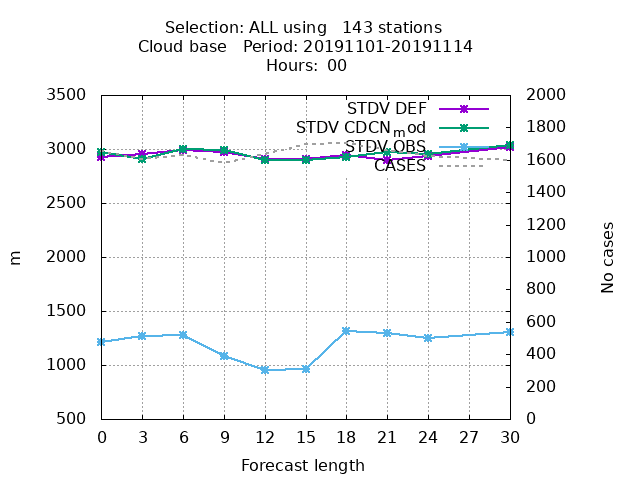 Selection: ALL using   143 stations
Cloud base   Period: 20191101-20191114
Hours: 00
STDV DEF
STDV CDCNmod
STDV OBS
CASES
3500
3000
2500
2000
1500
1000
500
m
2000
1800
1600
1400
1200
1000
800
600
400
200
0
No cases
0 3 6 9 12 15 18 21 24 27 30
Forecast length